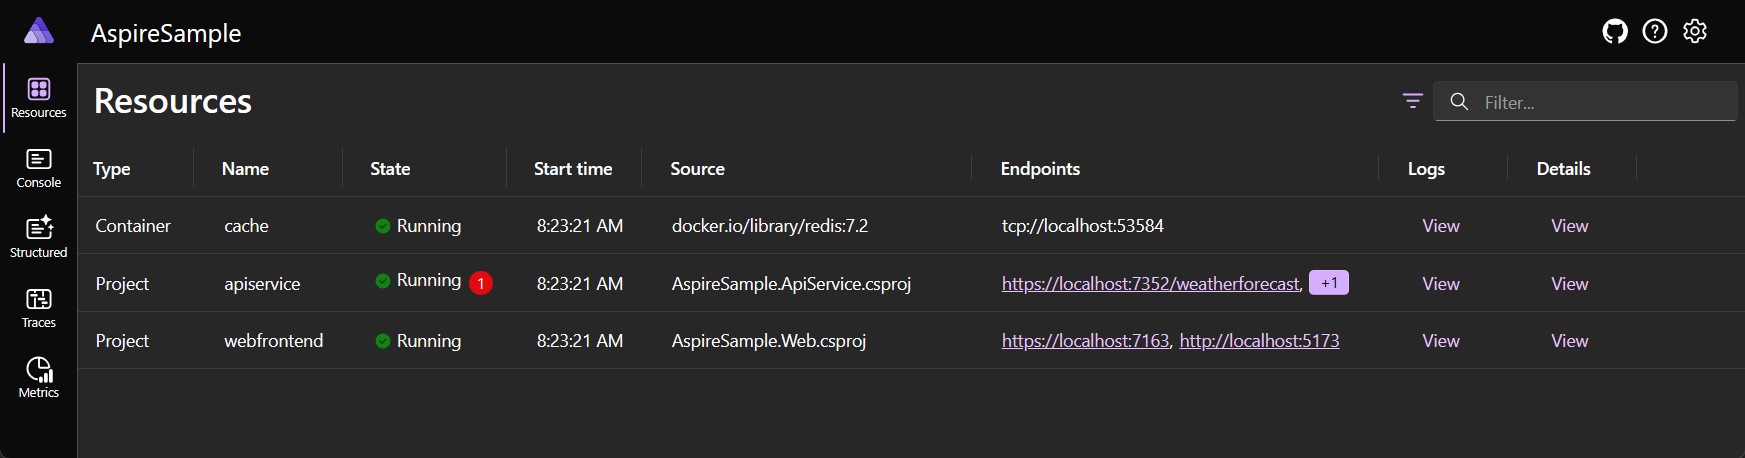 AspireSample
Resources
Console
Structured
Traces
Metrics
Resources
Filter...
Type Name State Start time Source Endpoints Logs Details
Container cache Running 8:23:21 AM docker.io/library/redis:7.2 tcp://localhost:53584 View View
Project apiservice Running 1 8:23:21 AM AspireSample.ApiService.csproj https://localhost:7352/weatherforecast, +1 View View
Project webfrontend Running 8:23:21 AM AspireSample.Web.csproj https://localhost:7163, http://localhost:5173 View View